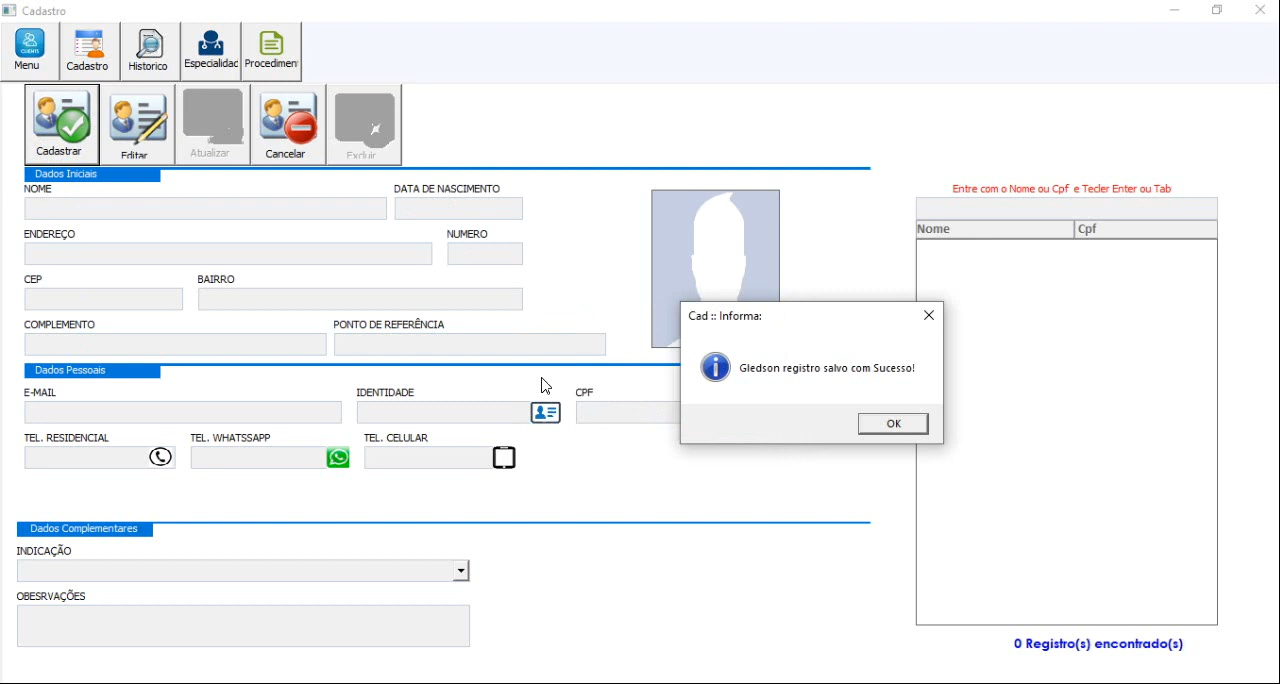 Cadastro
CLIENTS
Menu
Cadastro
Historico
Especialidac
Procedimen
Cadastrar
Editar
Atualizar
Cancelar
Excluir
Dados Iniciais
NOME
DATA DE NASCIMENTO
Entre com o Nome ou Cpf e Tecler Enter ou Tab
Nome
Cpf
ENDEREÇO
NUMERO
CEP
BAIRRO
COMPLEMENTO
PONTO DE REFERÊNCIA
Cad :: Informa:
Gledson registro salvo com Sucesso!
OK
Dados Pessoais
E-MAIL
IDENTIDADE
CPF
TEL. RESIDENCIAL
TEL. WHATSSAPP
TEL. CELULAR
Dados Complementares
INDICAÇÃO
OBESRVAÇÕES
0 Registro(s) encontrado(s)